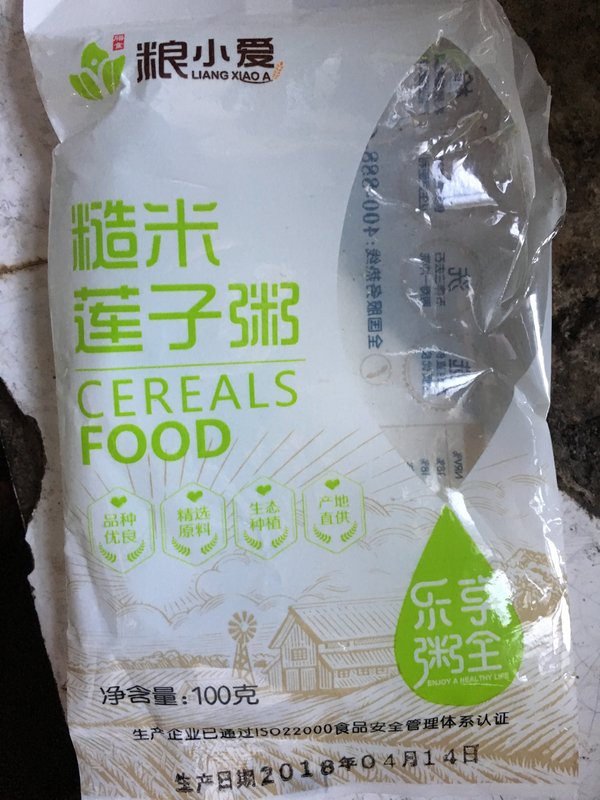 粮小爱
LIANG XIAO A
糙米
莲子粥
CEREALS
FOOD
品种
优良
精选
原料
生态
种植
产地
直供
乐享
粥全
ENJOY A HEALTHY LIFE
净含量:100克
生产企业已通过ISO22000食品安全管理体系认证
生产日期2018年04月14日